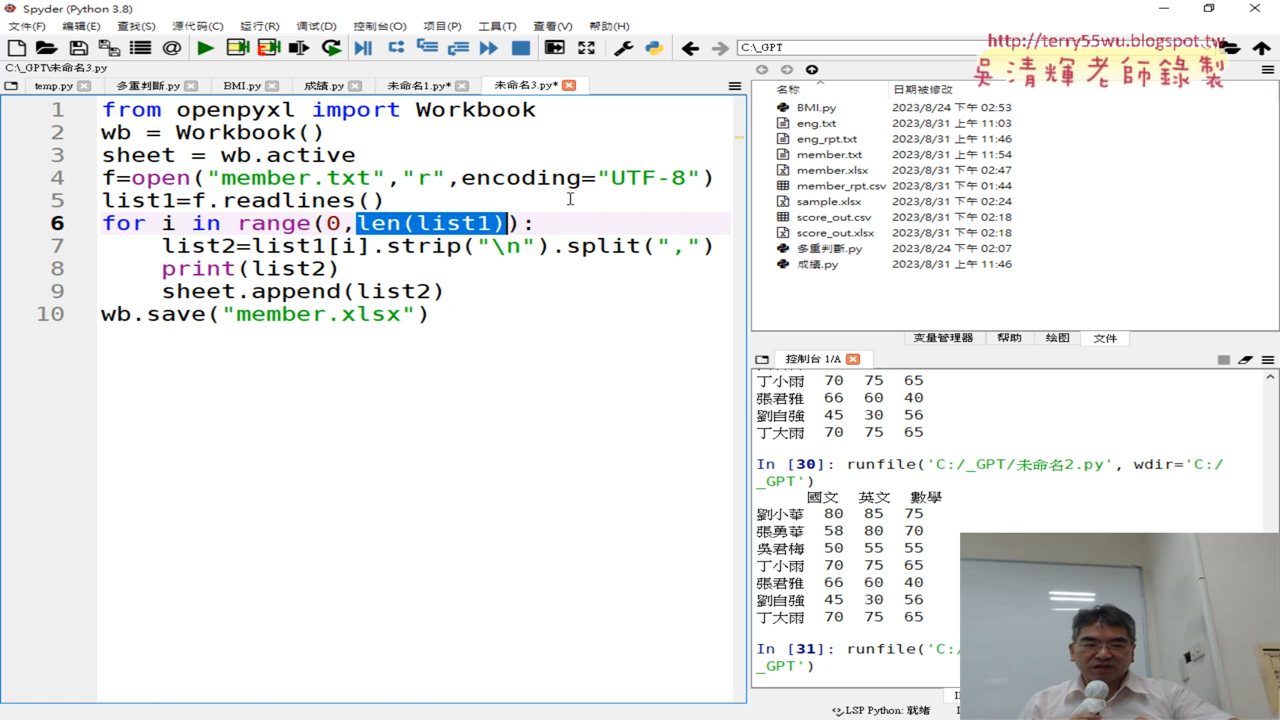 Spyder (Python 3.8)
文件(F) 编辑(E) 查找(S) 源代码(C) 运行(R) 调试(D) 控制台(O) 项目(P) 工具(T) 查看(V) 帮助(H)
C:\_GPT
http://terry55wu.blogspot.tw
吳清輝老師錄製
C:\_GPT\未命名3.py
temp.py 多重判斷.py BMI.py 成績.py 未命名1.py* 未命名3.py*
1 from openpyxl import Workbook
2 wb = Workbook()
3 sheet = wb.active
4 f=open("member.txt","r",encoding="UTF-8")
5 list1=f.readlines()
6 for i in range(0,len(list1)):
7 list2=list1[i].strip("\n").split(",")
8 print(list2)
9 sheet.append(list2)
10 wb.save("member.xlsx")
名称 日期被修改
BMI.py 2023/8/24 下午 02:53
eng.txt 2023/8/31 上午 11:03
eng_rpt.txt 2023/8/31 上午 11:46
member.txt 2023/8/31 上午 11:54
member.xlsx 2023/8/31 下午 02:47
member_rpt.csv 2023/8/31 下午 01:44
sample.xlsx 2023/8/31 下午 02:24
score_out.csv 2023/8/31 下午 02:18
score_out.xlsx 2023/8/31 下午 02:18
多重判斷.py 2023/8/24 下午 02:07
成績.py 2023/8/31 上午 11:46
变量管理器 帮助 绘图 文件
控制台 1/A
丁小雨 70 75 65
張君雅 66 60 40
劉自強 45 30 56
丁大雨 70 75 65
In [30]: runfile('C:/_GPT/未命名2.py', wdir='C:/
_GPT')
國文 英文 數學
劉小華 80 85 75
張勇華 58 80 70
吳君梅 50 55 55
丁小雨 70 75 65
張君雅 66 60 40
劉自強 45 30 56
丁大雨 70 75 65
In [31]: runfile('C:/
_GPT')
LSP Python: 就绪